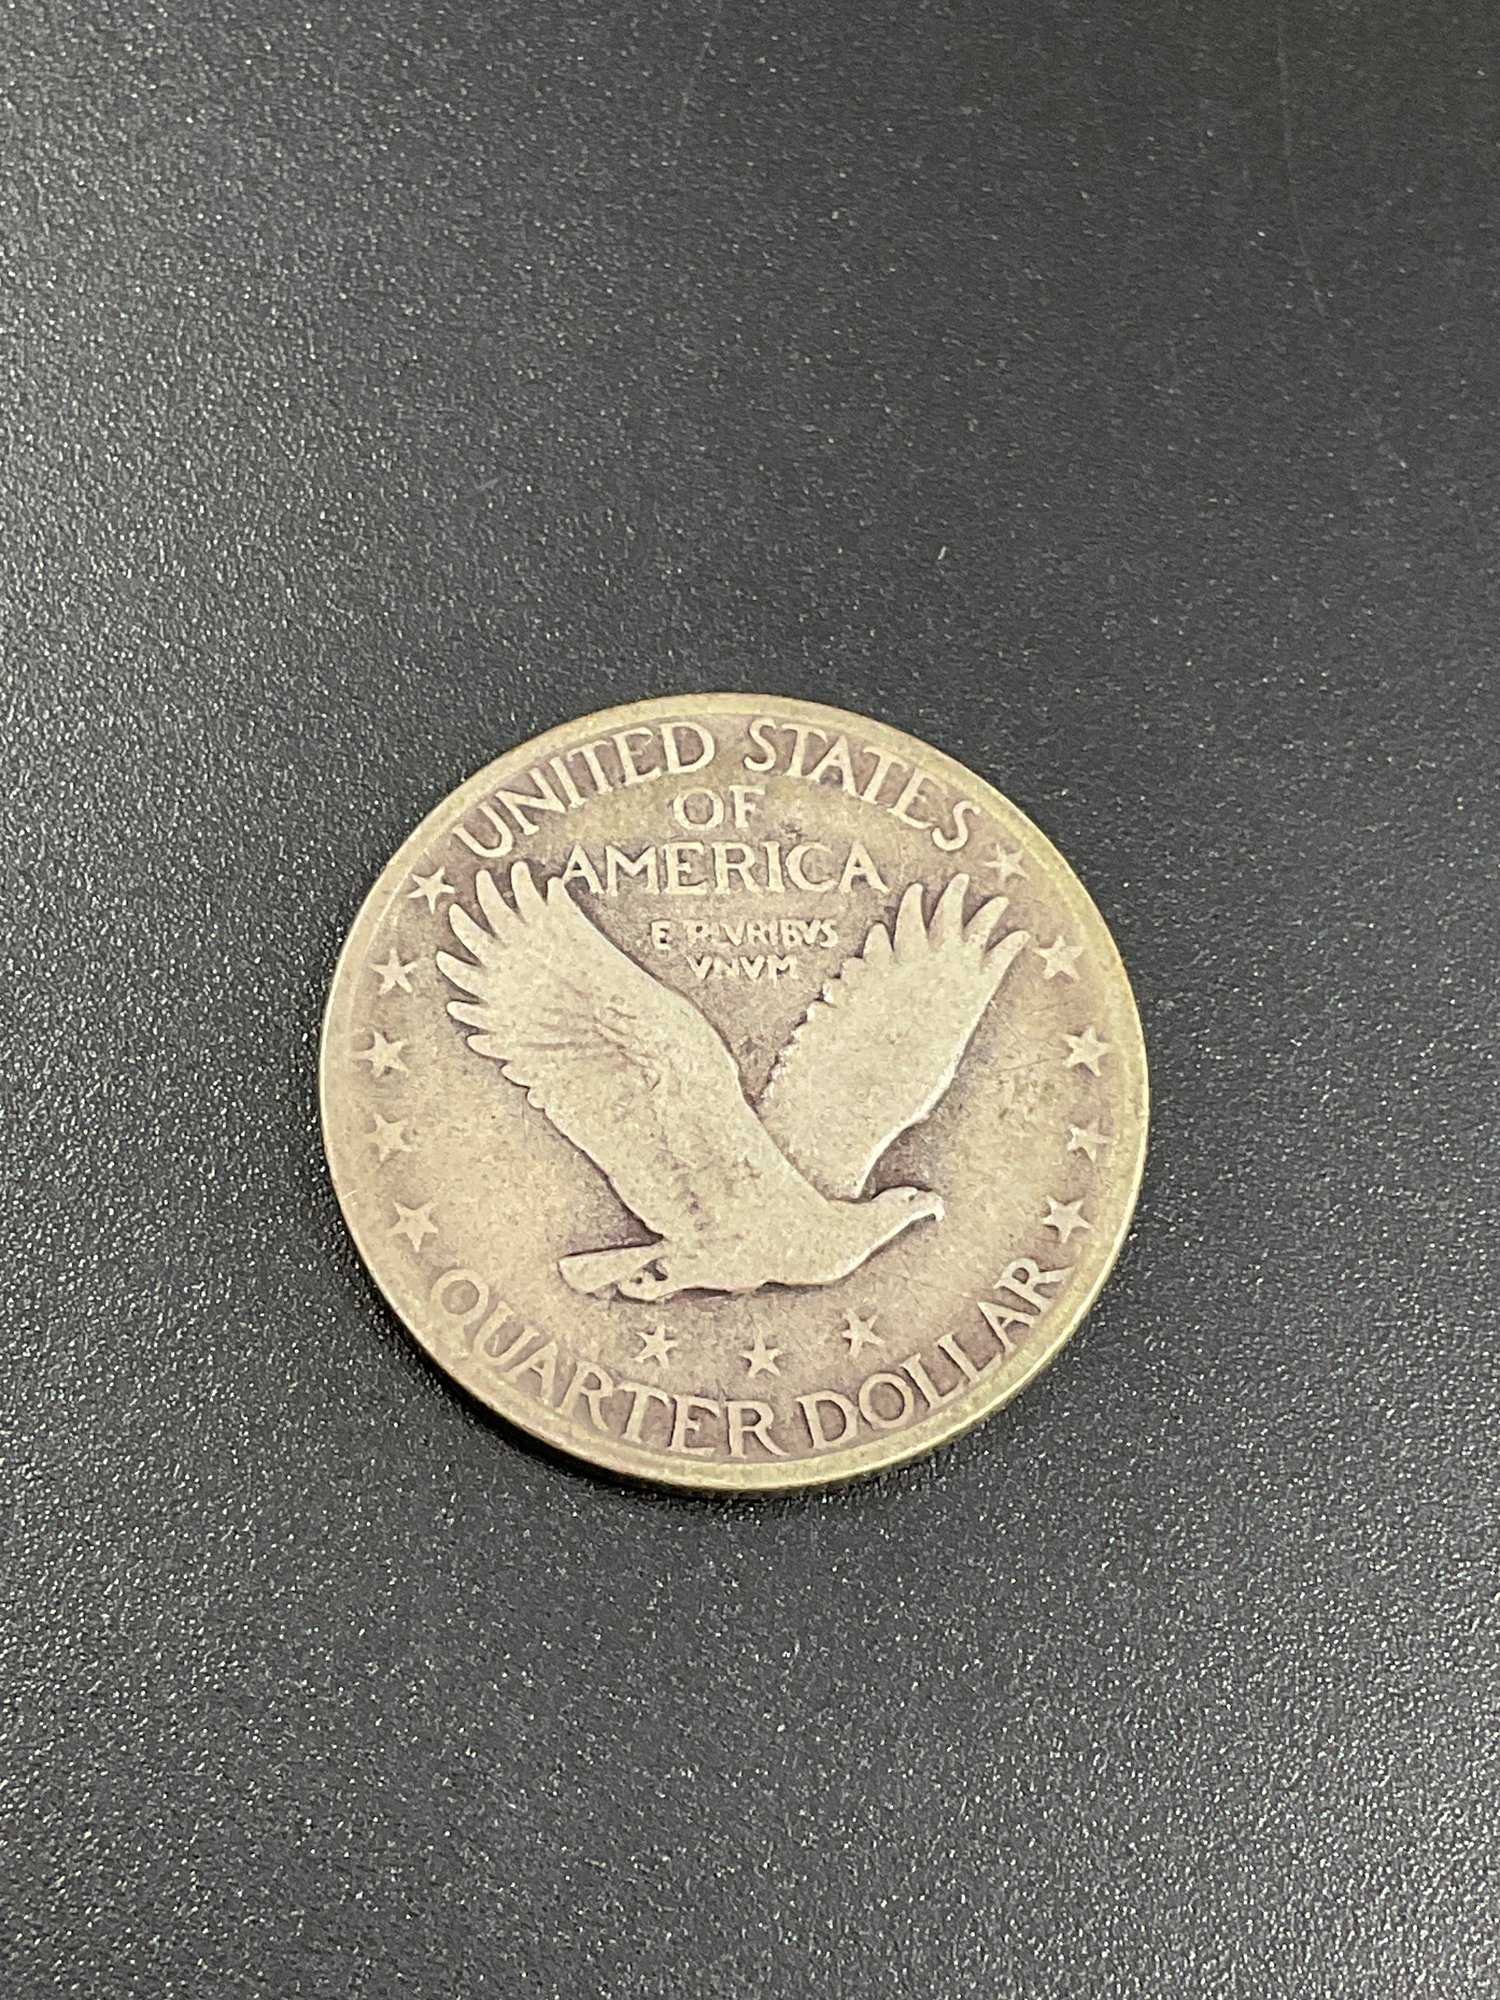 UNITED STATES
OF
AMERICA
E PLVRIBVS
VNVM
QUARTER DOLLAR